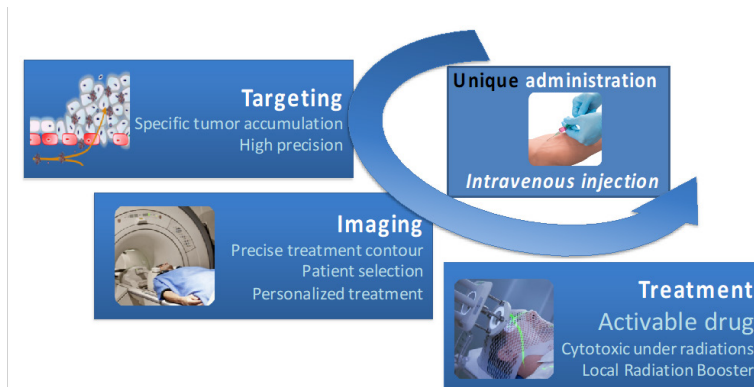 Unique administration
Intravenous injection
Targeting
Specific tumor accumulation
High precision
Imaging
Precise treatment contour
Patient selection
Personalized treatment
Treatment
Activable drug
Cytotoxic under radiations
Local Radiation Booster